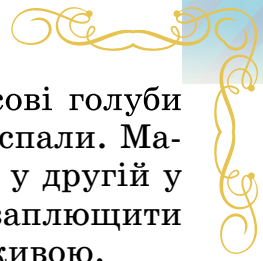 сові голуби
спали. Ма-
у другій у
заплющити
живою.